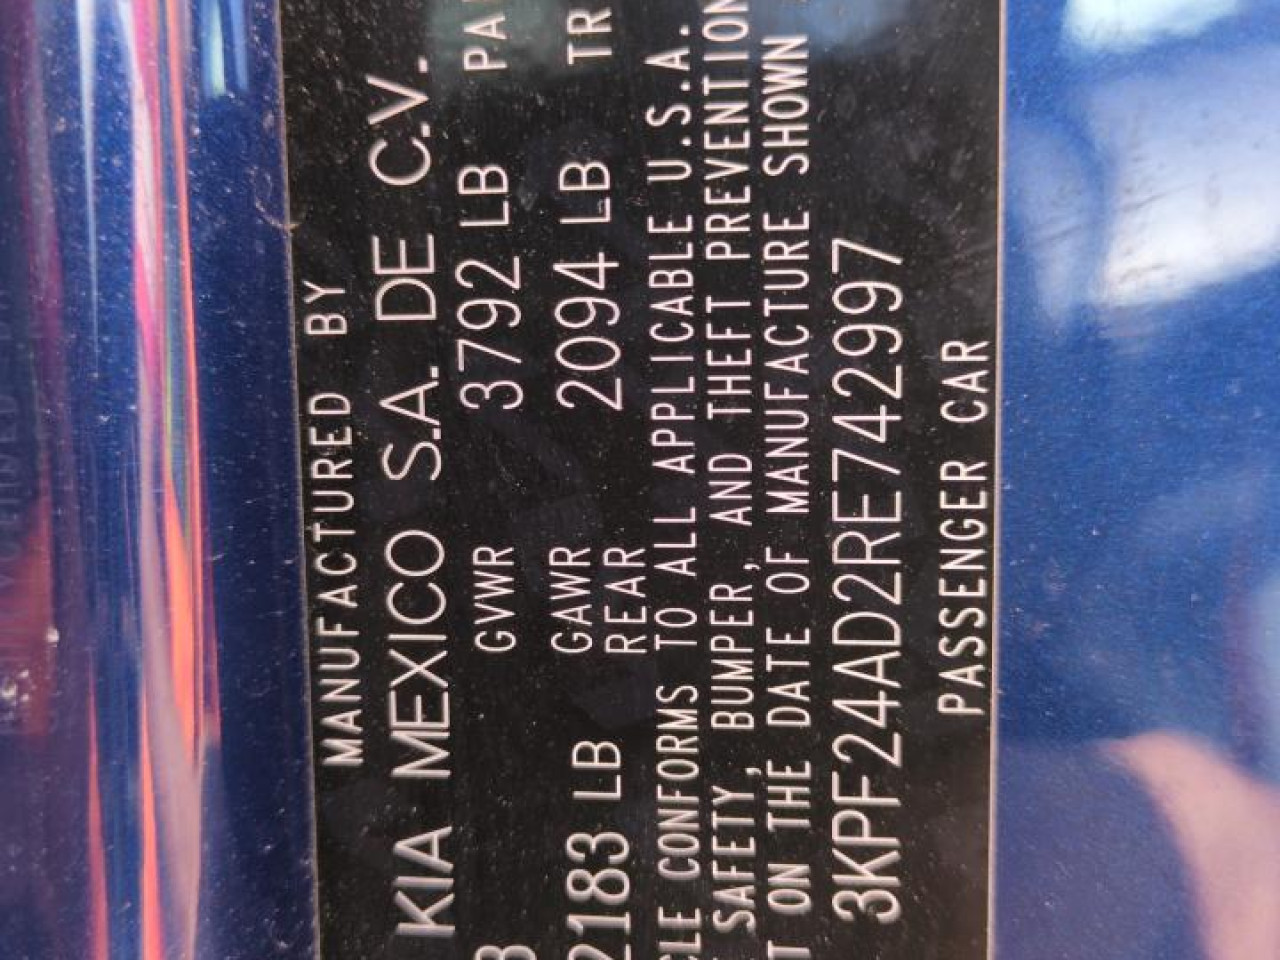 MANUFACTURED BY
KIA MEXICO S.A. DE C.V.
GVWR 3792 LB
2183 LB GAWR REAR 2094 LB
CONFORMS TO ALL APPLICABLE U.S.A.
SAFETY, BUMPER, AND THEFT PREVENTION
ON THE DATE OF MANUFACTURE SHOWN
3KPF24AD2RE742997
PASSENGER CAR